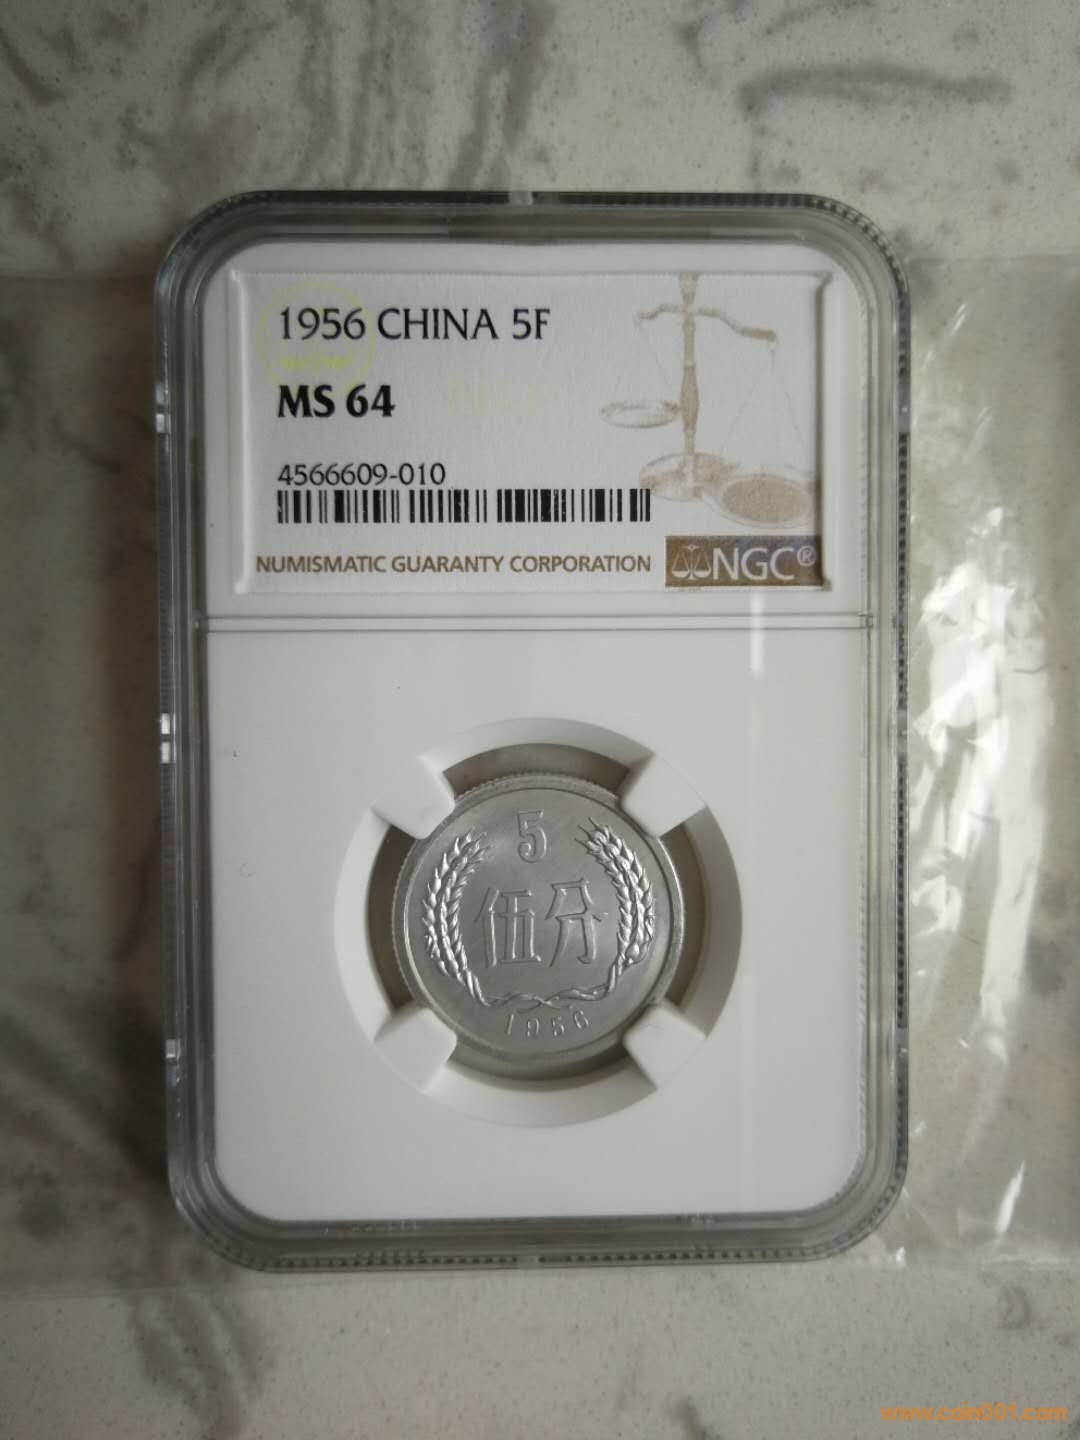 1956 CHINA 5F
MS 64
4566609-010
NUMISMATIC GUARANTY CORPORATION
NGC®
5
伍分
1956
www.coin001.com